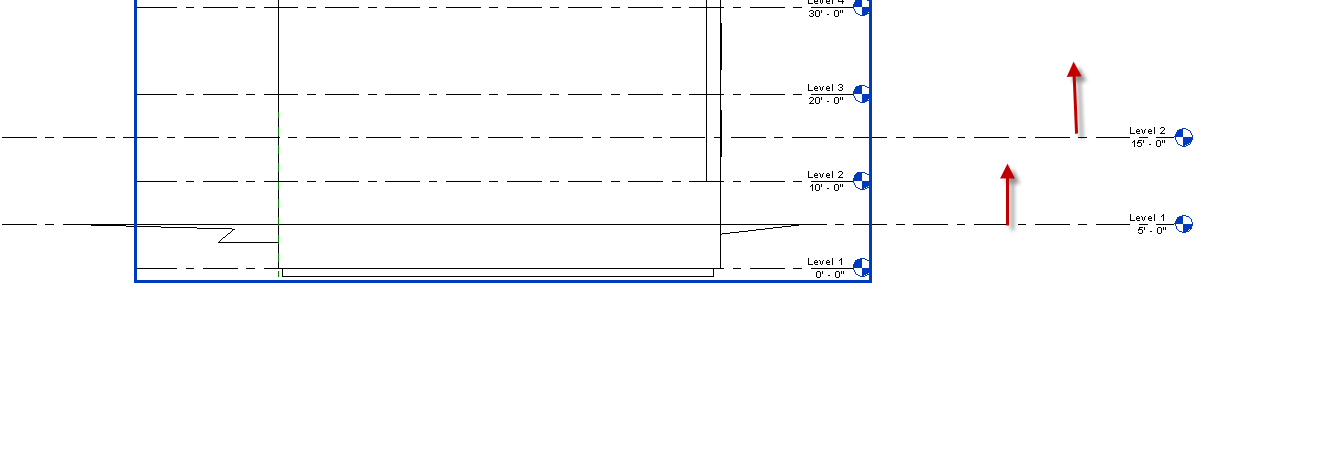 Level 4
30' - 0"
Level 3
20' - 0"
Level 2
15' - 0"
Level 2
10' - 0"
Level 1
5' - 0"
Level 1
0' - 0"